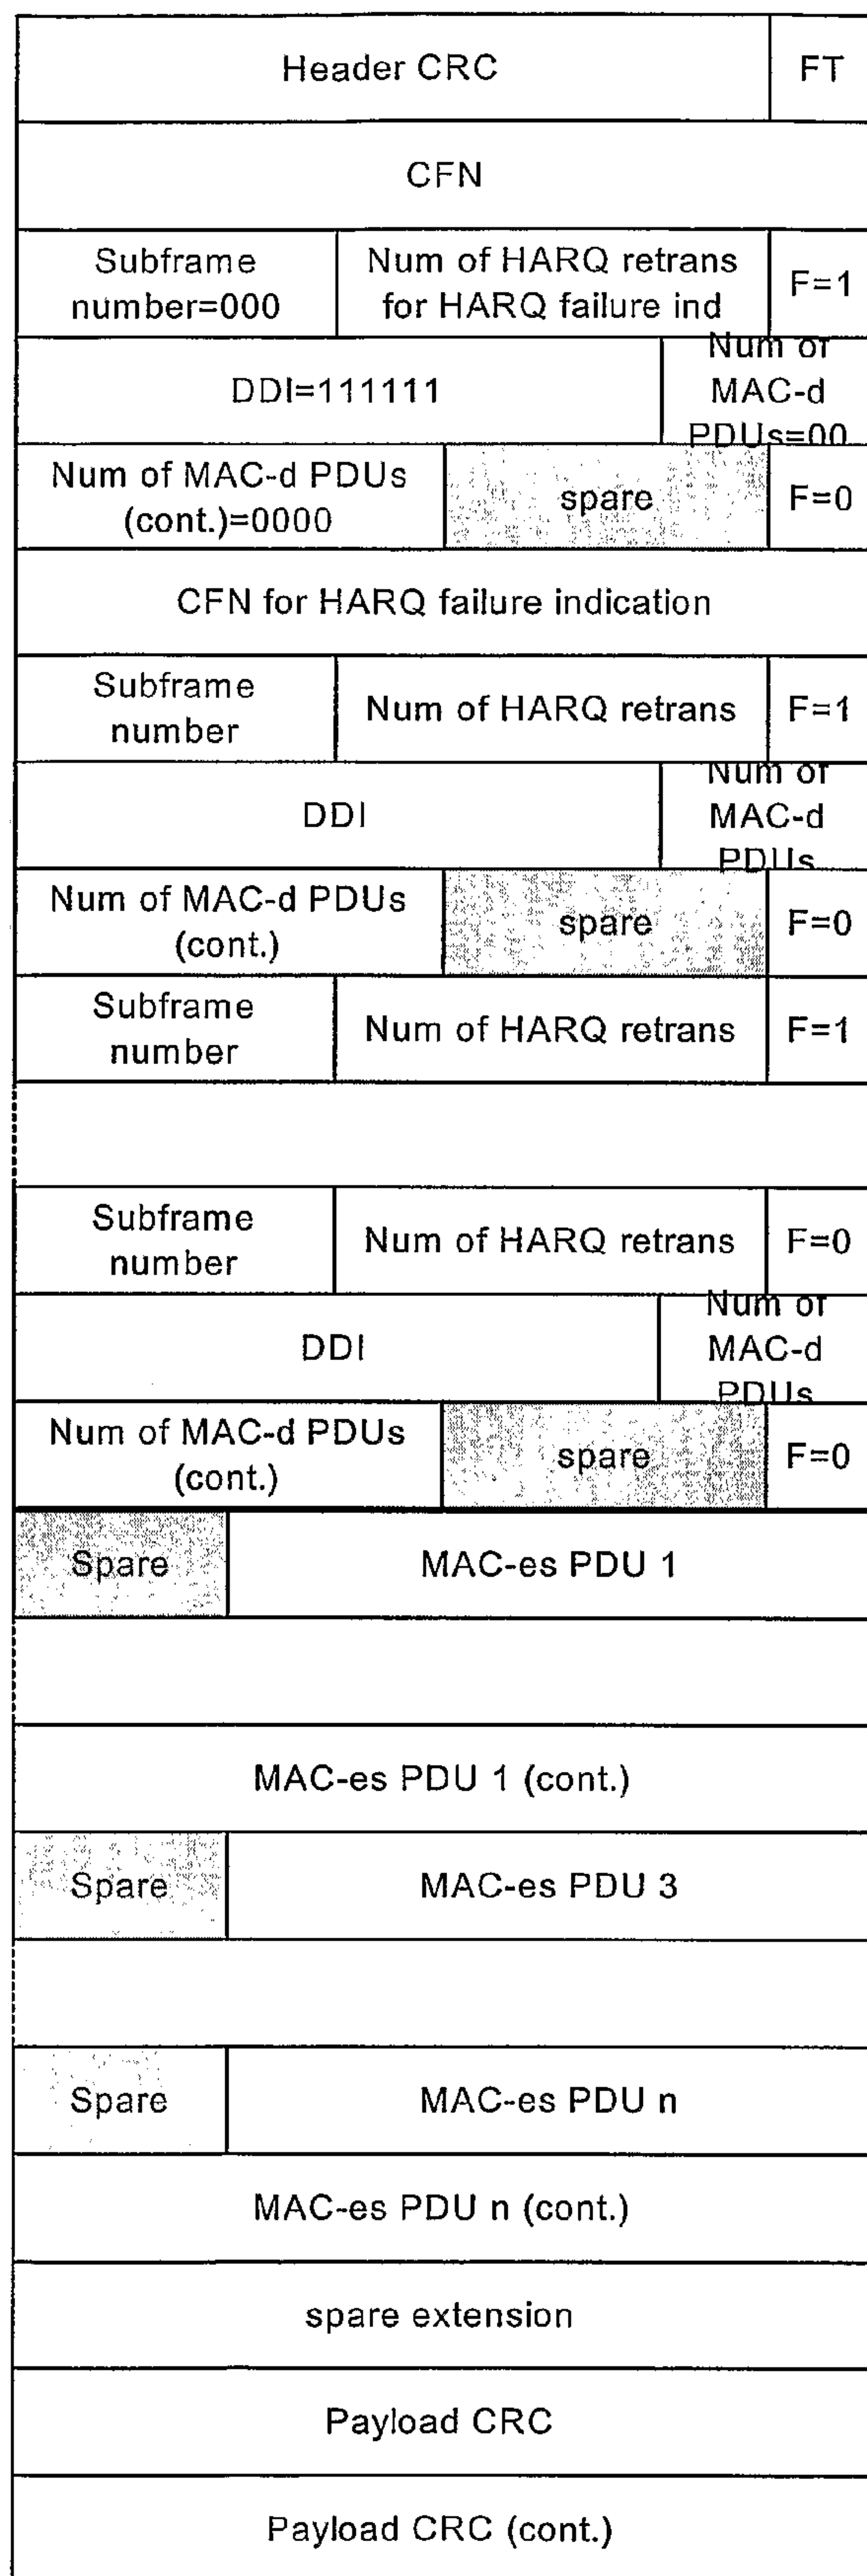 Header CRC FT
CFN
Subframe
number=000
Num of HARQ retrans
for HARQ failure ind
F=1
DDI=111111
Num of
MAC-d
PDUs=00
Num of MAC-d PDUs
(cont.)=0000
spare
F=0
CFN for HARQ failure indication
Subframe
number
Num of HARQ retrans
F=1
DDI
Num of
MAC-d
PDUs
Num of MAC-d PDUs
(cont.)
spare
F=0
Subframe
number
Num of HARQ retrans
F=1
Subframe
number
Num of HARQ retrans
F=0
DDI
Num of
MAC-d
PDUs
Num of MAC-d PDUs
(cont.)
spare
F=0
Spare MAC-es PDU 1
MAC-es PDU 1 (cont.)
Spare MAC-es PDU 3
Spare MAC-es PDU n
MAC-es PDU n (cont.)
spare extension
Payload CRC
Payload CRC (cont.)